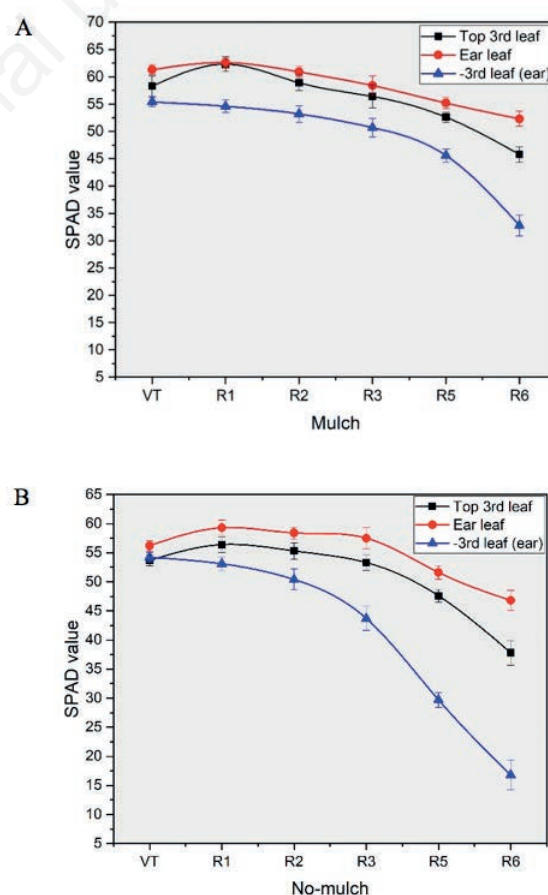 A
70
65
60
55
50
45
40
35
30
25
20
15
10
5
SPAD value
Top 3rd leaf
Ear leaf
-3rd leaf (ear)
VT R1 R2 R3 R5 R6
Mulch
B
65
60
55
50
45
40
35
30
25
20
15
10
5
SPAD value
Top 3rd leaf
Ear leaf
-3rd leaf (ear)
VT R1 R2 R3 R5 R6
No-mulch